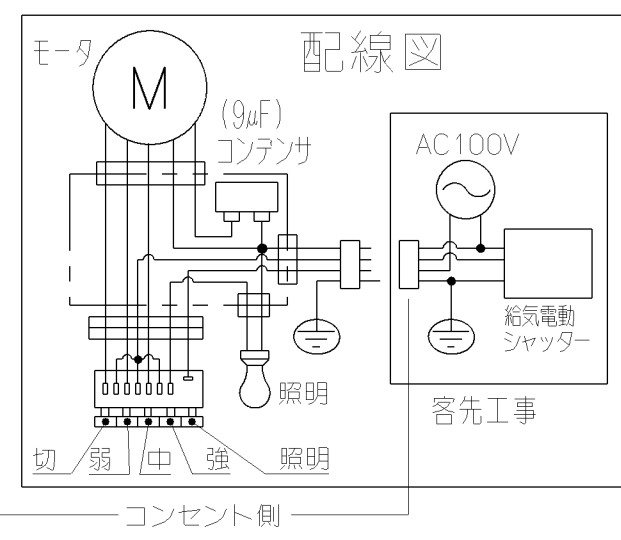 配線図
モータ
M
(9μF)
コンデンサ
AC100V
給気電動
シャッター
照明
客先工事
切 弱 中 強 照明
コンセント側